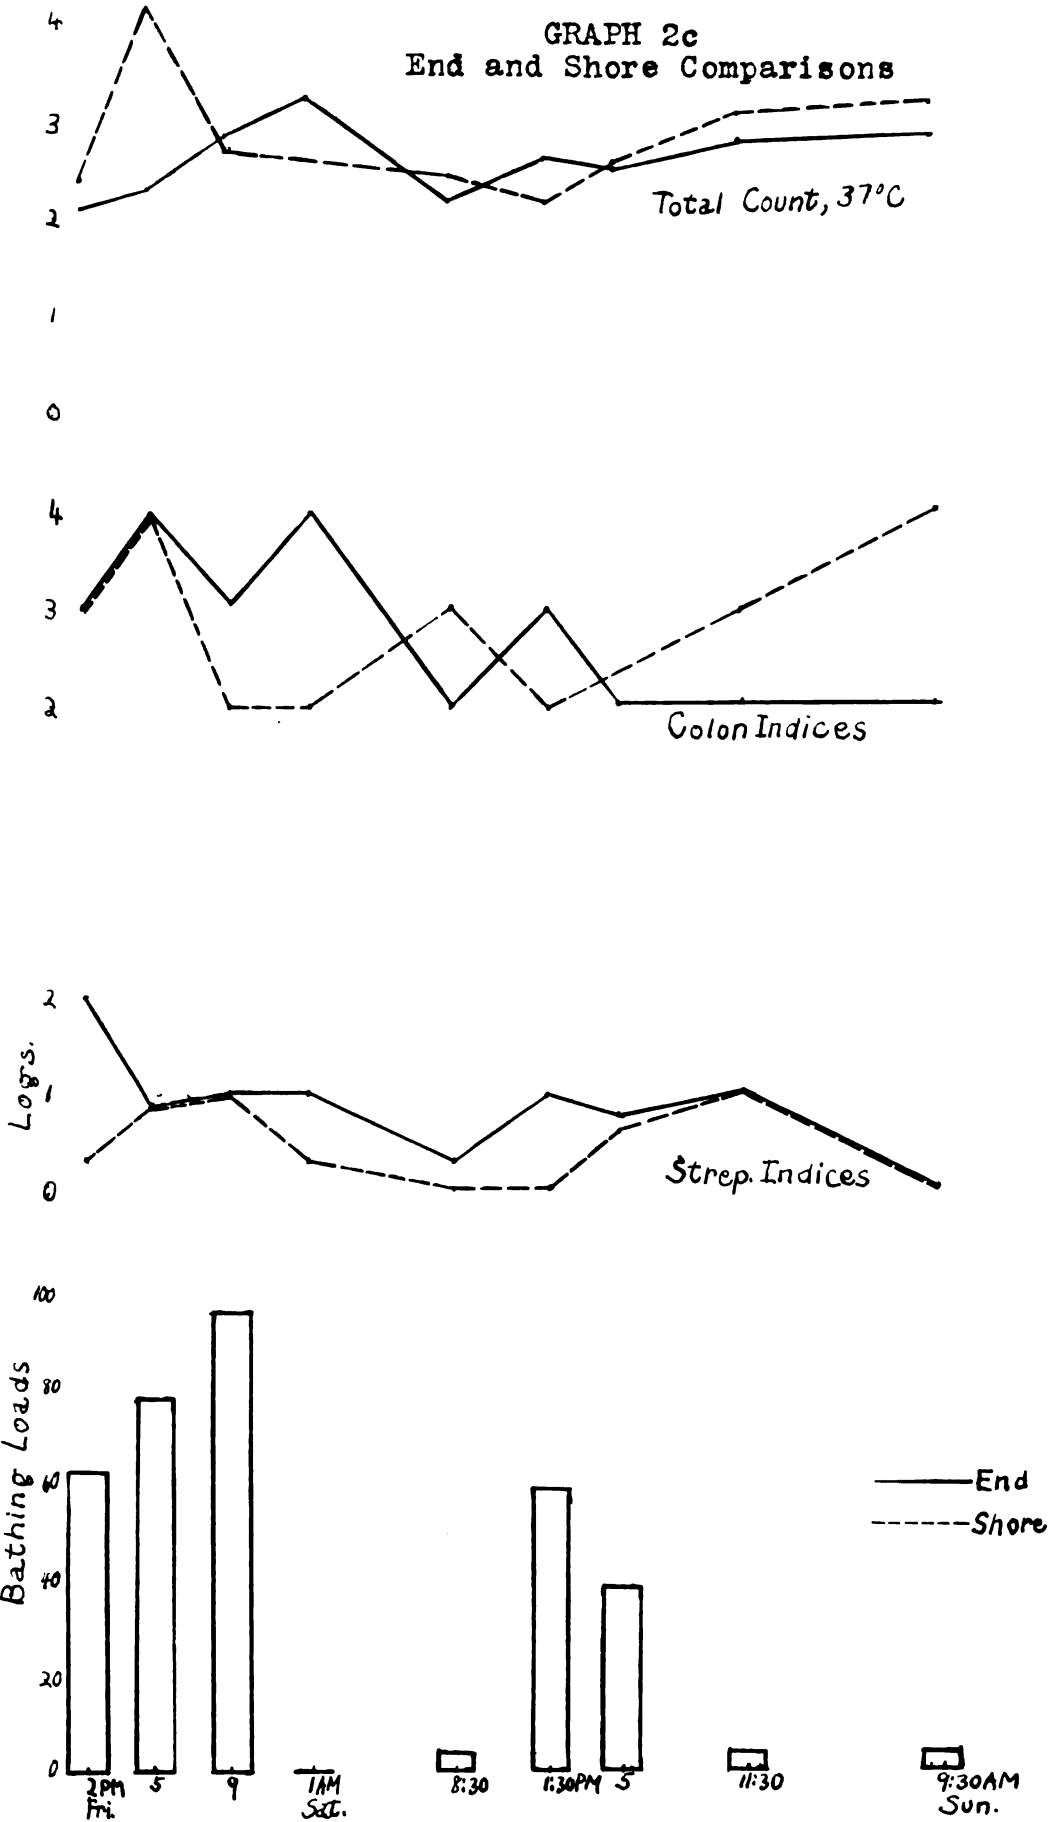 GRAPH 2c
End and Shore Comparisons
4
3
2
1
0
Total Count, 37°C
4
3
2
Colon Indices
2
1
0
Logs.
Strep. Indices
100
80
60
40
20
0
Bathing Loads
End
Shore
2PM 5 9 1AM 8:30 1:30PM 5 11:30 9:30AM
Fri. Sat. Sun.